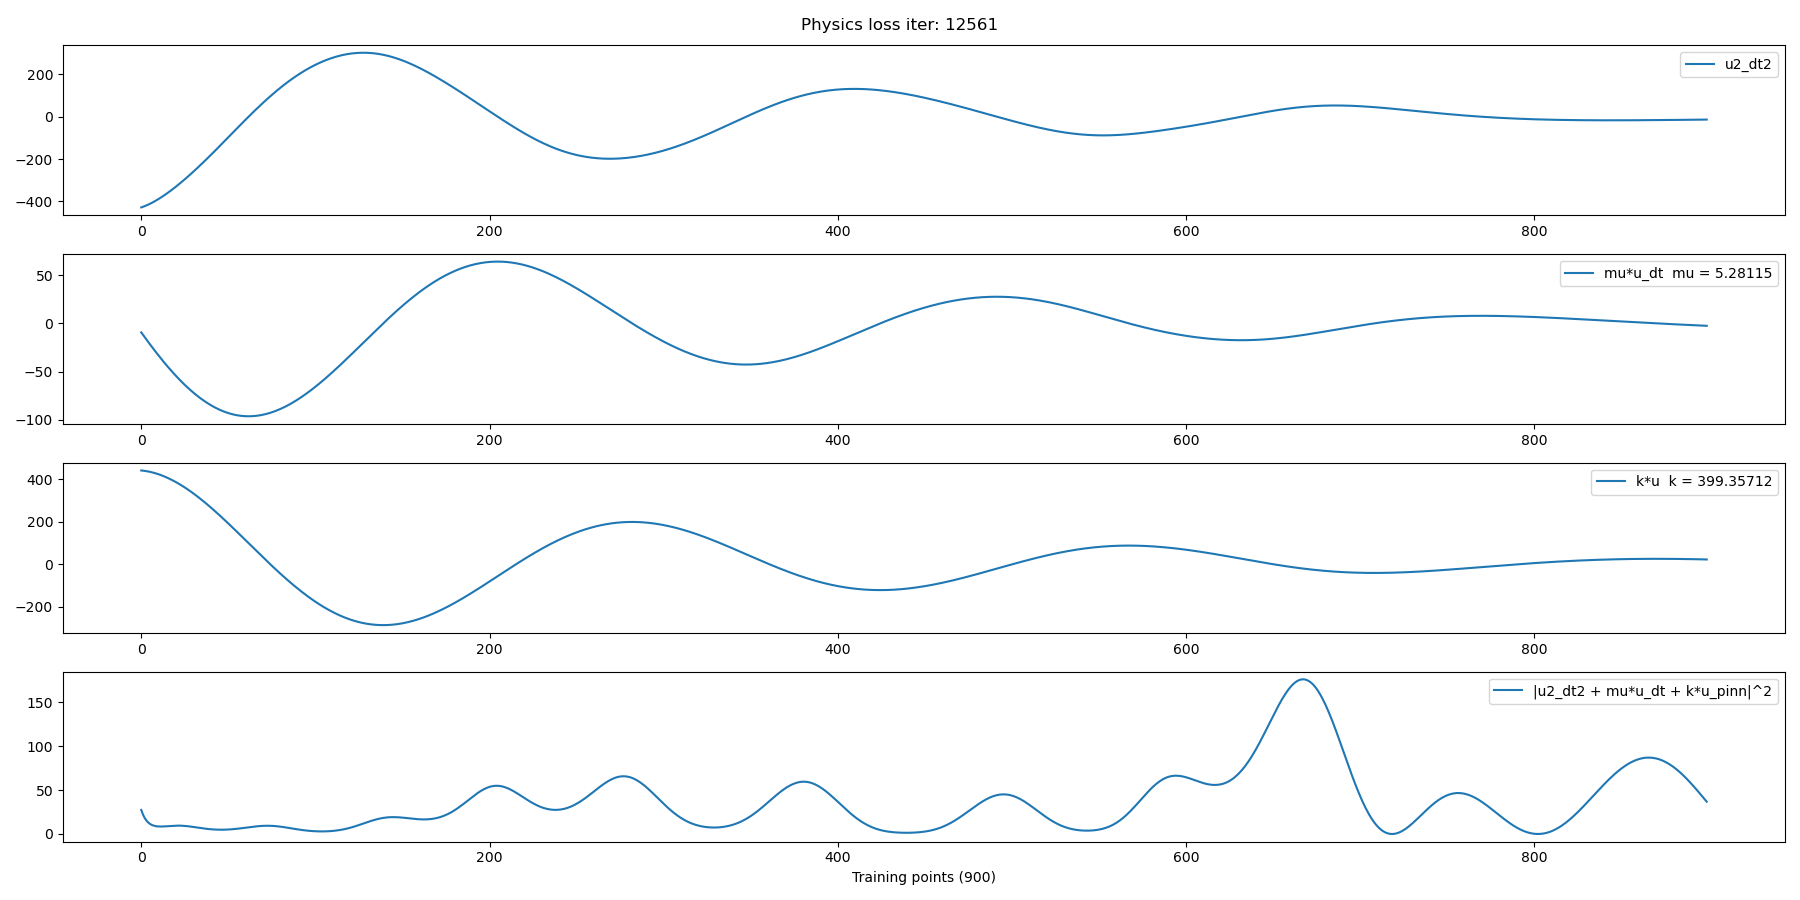 Physics loss iter: 12561
200
0
−200
−400
u2_dt2
0 200 400 600 800
50
0
−50
−100
mu*u_dt mu = 5.28115
0 200 400 600 800
400
200
0
−200
k*u k = 399.35712
0 200 400 600 800
150
100
50
0
|u2_dt2 + mu*u_dt + k*u_pinn|^2
0 200 400 600 800
Training points (900)